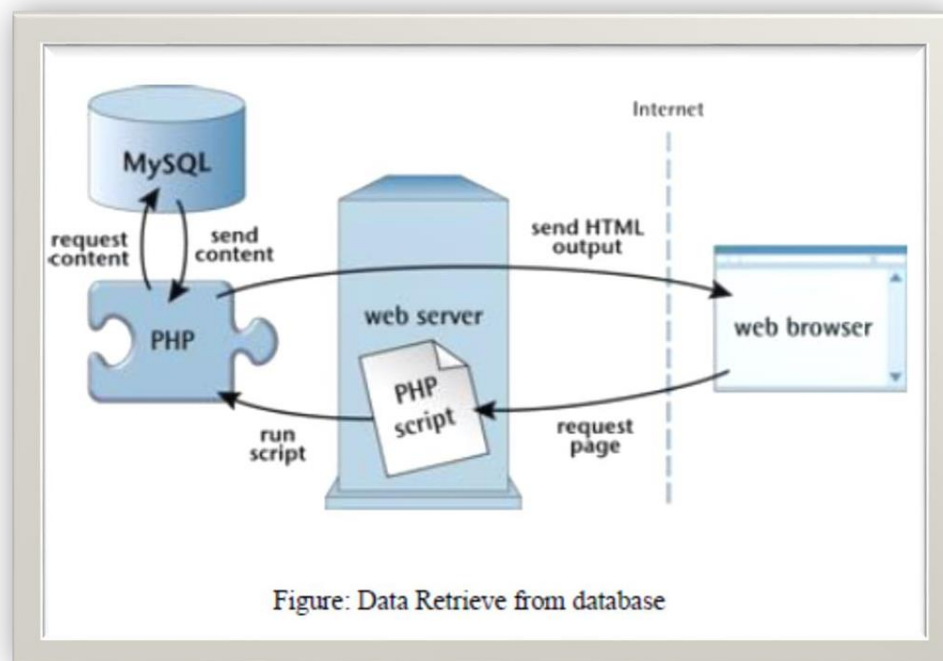 Internet
MySQL
request
content
send
content
send HTML
output
PHP
web server
web browser
PHP
script
run
script
request
page
Figure: Data Retrieve from database